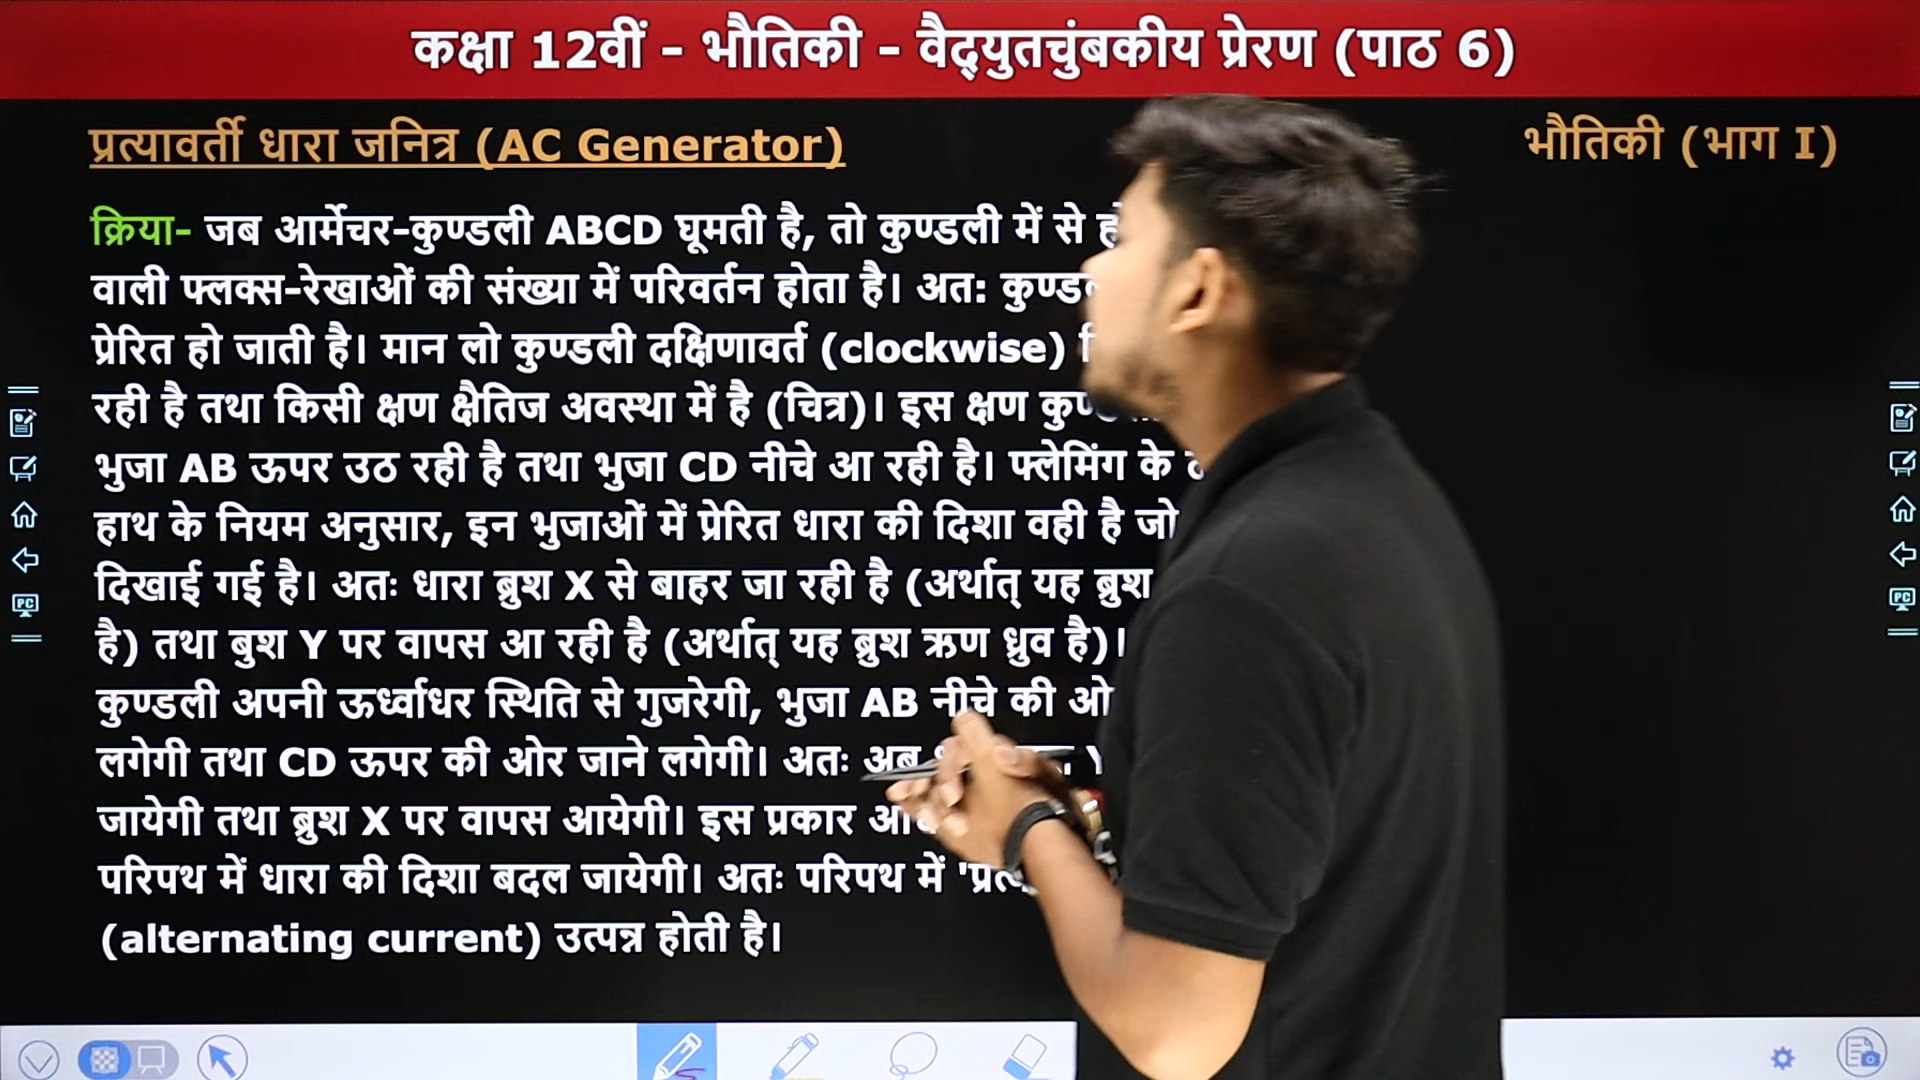 कक्षा 12वीं - भौतिकी - वैद्युतचुंबकीय प्रेरण (पाठ 6)
प्रत्यावर्ती धारा जनित्र (AC Generator)
भौतिकी (भाग I)
क्रिया- जब आर्मेचर-कुण्डली ABCD घूमती है, तो कुण्डली में से
वाली फ्लक्स-रेखाओं की संख्या में परिवर्तन होता है। अत:
प्रेरित हो जाती है। मान लो कुण्डली दक्षिणावर्त (clockwise)
रही है तथा किसी क्षण क्षैतिज अवस्था में है (चित्र)। इस क्षण
भुजा AB ऊपर उठ रही है तथा भुजा CD नीचे आ रही है। फ्लेमिंग के
हाथ के नियम अनुसार, इन भुजाओं में प्रेरित धारा की दिशा वही है जो
दिखाई गई है। अतः धारा ब्रुश X से बाहर जा रही है (अर्थात् यह ब्रुश
है) तथा बुश Y पर वापस आ रही है (अर्थात् यह ब्रुश ऋण ध्रुव है)।
कुण्डली अपनी ऊर्ध्वाधर स्थिति से गुजरेगी, भुजा AB नीचे की
लगेगी तथा CD ऊपर की ओर जाने लगेगी। अतः अब Y
जायेगी तथा ब्रुश X पर वापस आयेगी। इस प्रकार
परिपथ में धारा की दिशा बदल जायेगी। अतः परिपथ में
(alternating current) उत्पन्न होती है।
PC
PC